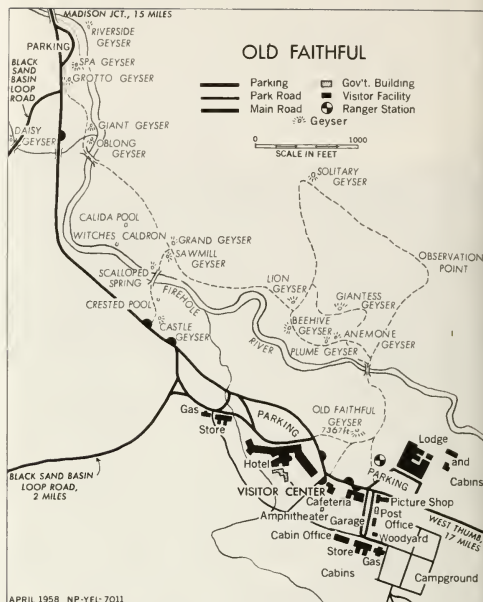 MADISON JCT., 15 MILES
RIVERSIDE
GEYSER
PARKING
SPA GEYSER
BLACK
SAND
BASIN
LOOP
ROAD
GROTTO GEYSER
OLD FAITHFUL
Parking
Park Road
Main Road
Gov't. Building
Visitor Facility
Ranger Station
Geyser
0 1000
SCALE IN FEET
DAISY
GEYSER
GIANT GEYSER
OBLONG
GEYSER
SOLITARY
GEYSER
CALIDA POOL
WITCHES CALDRON
GRAND GEYSER
SAWMILL
GEYSER
OBSERVATION
POINT
SCALLOPED
SPRING
LION
GEYSER
GIANTESS
GEYSER
CRESTED POOL
FIREHOLE
RIVER
BEEHIVE
GEYSER
ANEMONE
GEYSER
CASTLE
GEYSER
PLUME GEYSER
OLD FAITHFUL
GEYSER
7367 ft.
PARKING
Gas
Store
Hotel
Lodge
and
Cabins
PARKING
BLACK SAND BASIN
LOOP ROAD,
2 MILES
VISITOR CENTER
Cafeteria
Picture Shop
Amphitheater
Garage
Post
Office
WEST THUMB,
17 MILES
Cabin Office
Woodyard
Store
Gas
Cabins
Campground
APRIL 1958 NP-YEL-7011